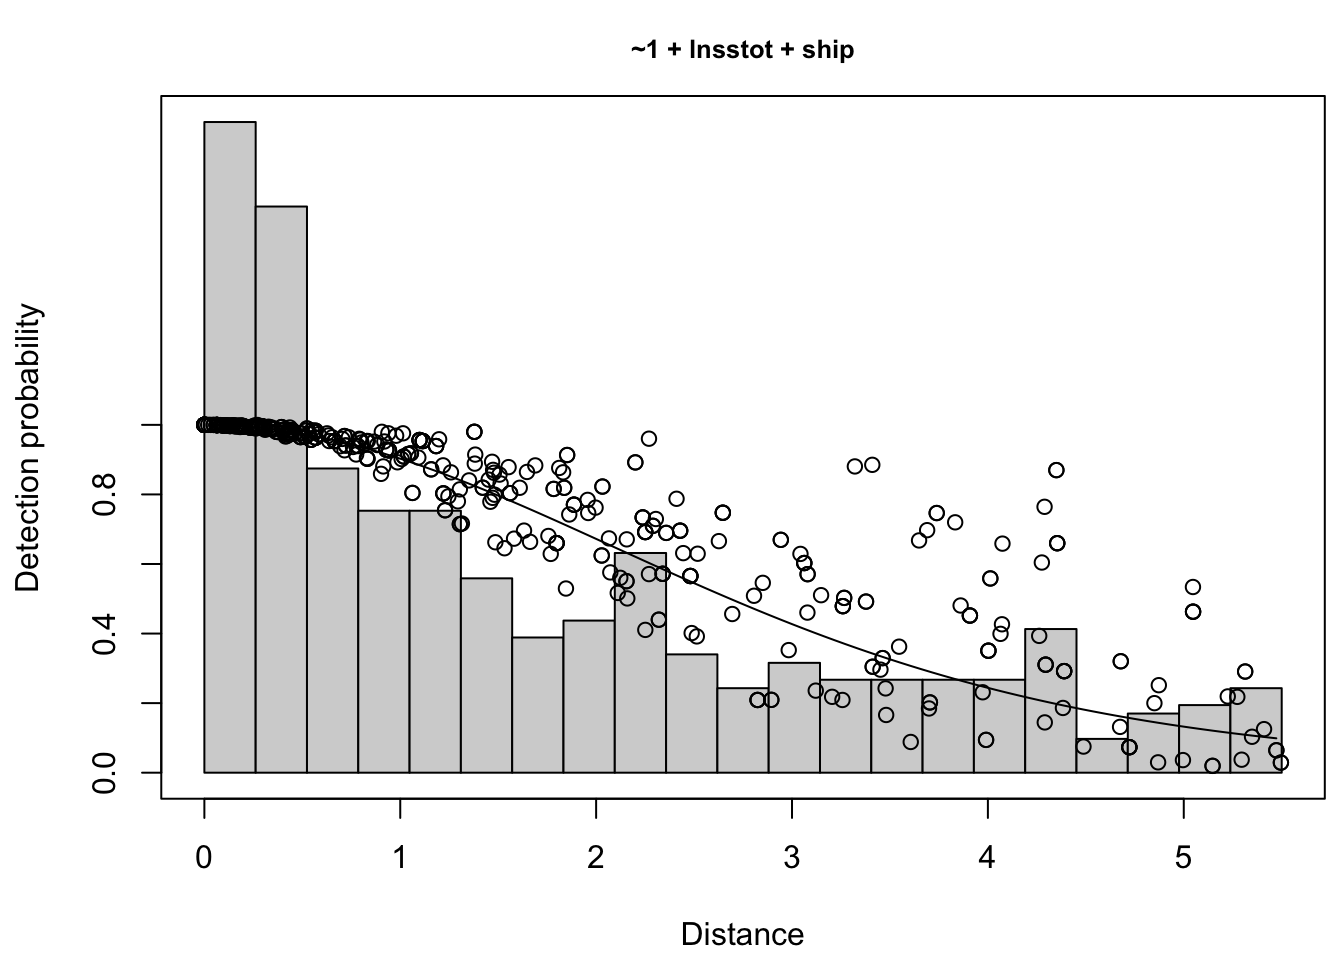 ~1 + lnsstot + ship
Detection probability
0.8
0.4
0.0
0 1 2 3 4 5
Distance